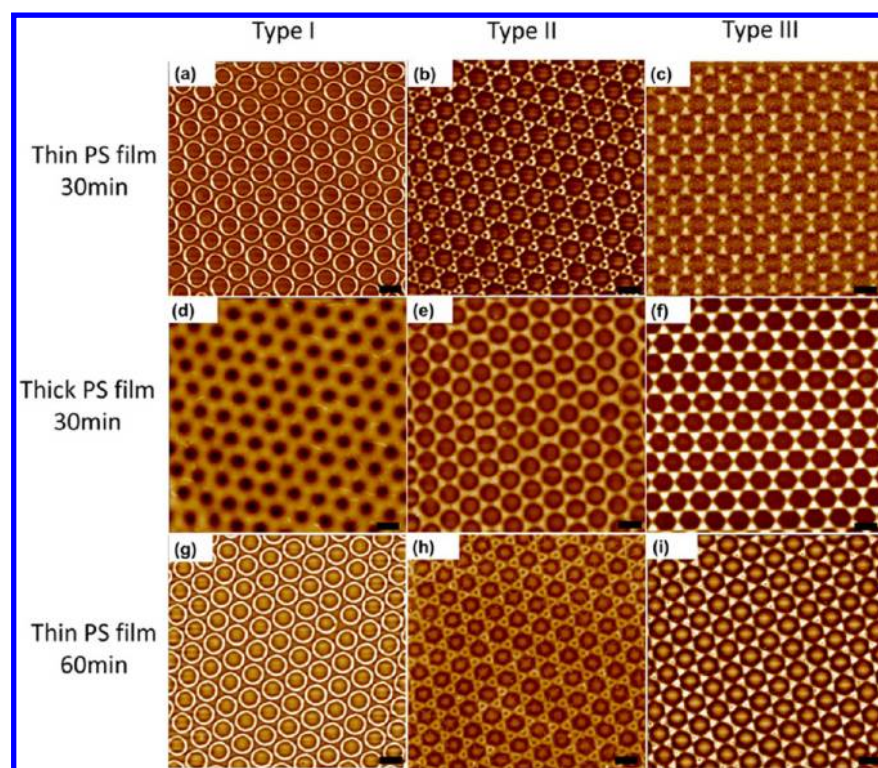 Type I
Type II
Type III
Thin PS film
30min
(a)
(b)
(c)
Thick PS film
30min
(d)
(e)
(f)
Thin PS film
60min
(g)
(h)
(i)